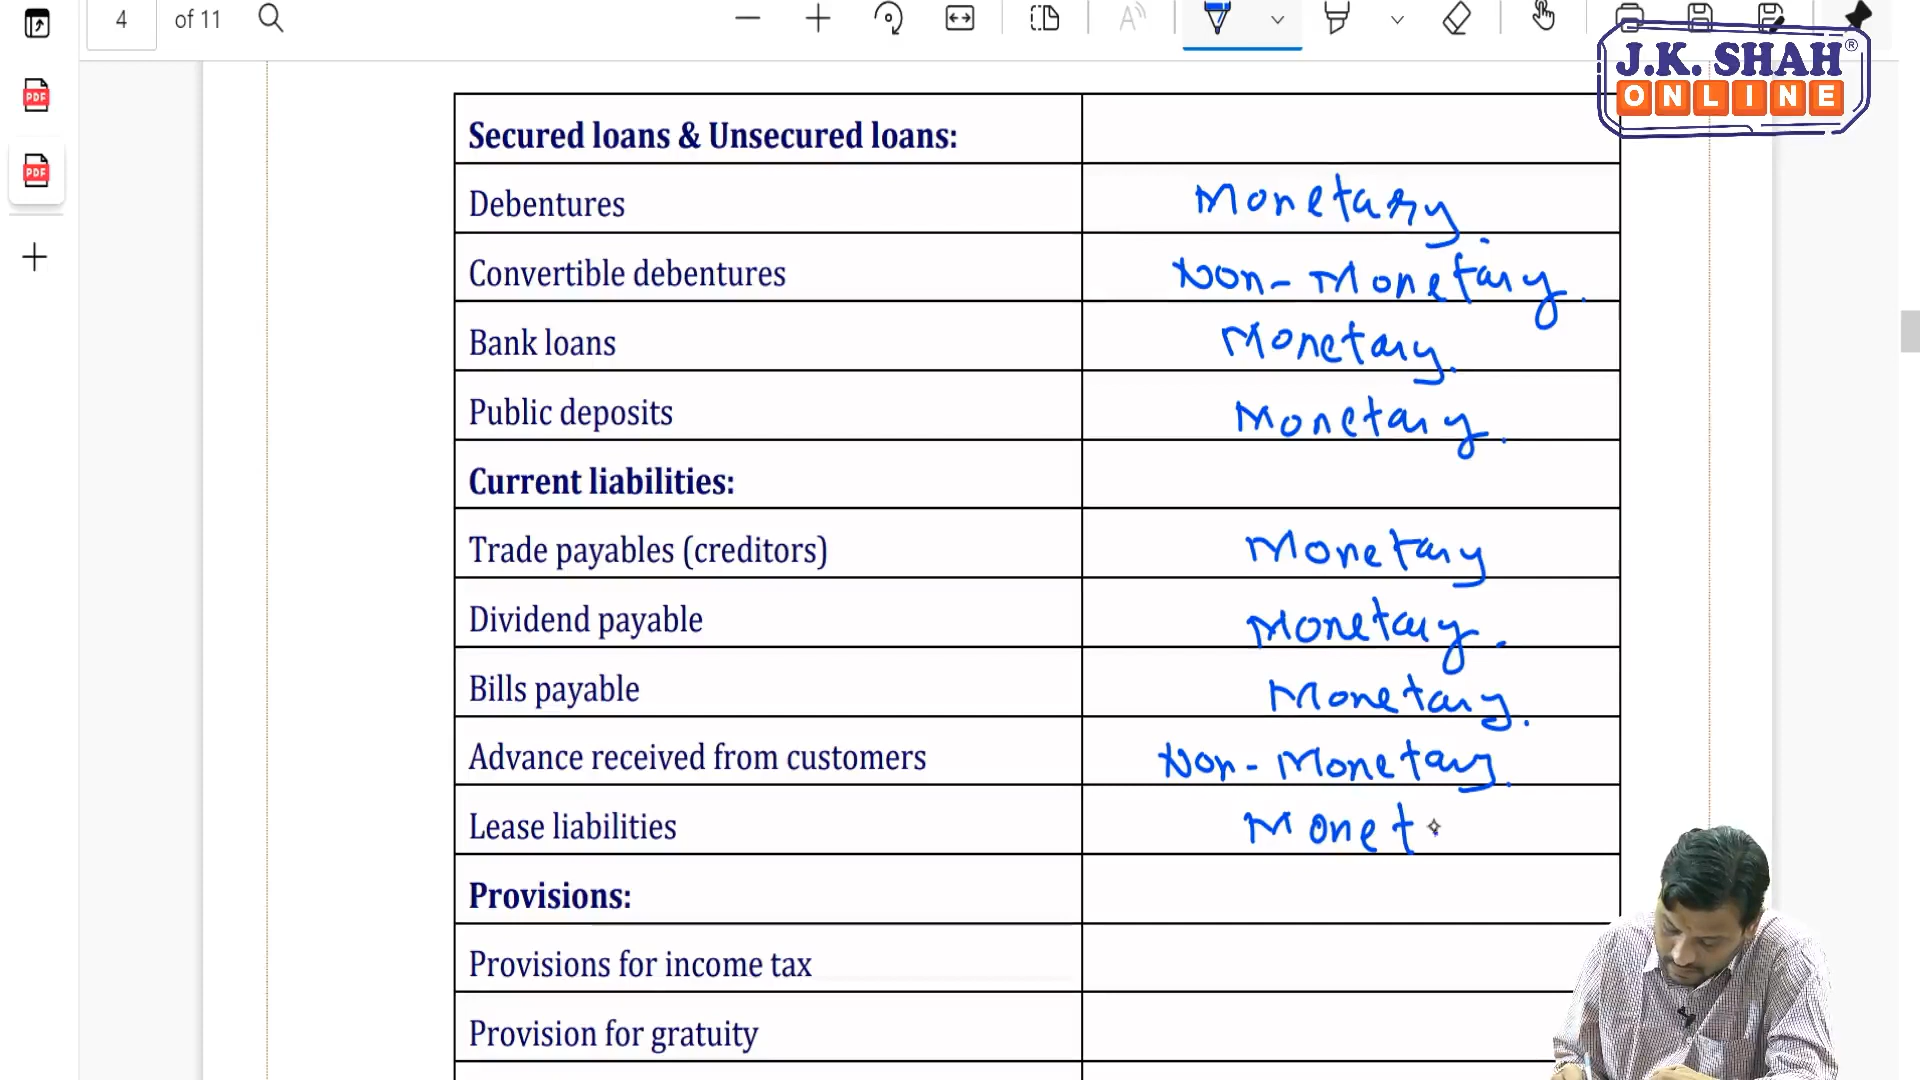 4 of 11
J.K. SHAH®
ONLINE
PDF
PDF
Secured loans & Unsecured loans:
Debentures Monetary.
Convertible debentures Non-Monetary.
Bank loans Monetary.
Public deposits Monetary.
Current liabilities:
Trade payables (creditors) Monetary
Dividend payable Monetary.
Bills payable Monetary.
Advance received from customers Non-Monetary.
Lease liabilities Monet
Provisions:
Provisions for income tax
Provision for gratuity